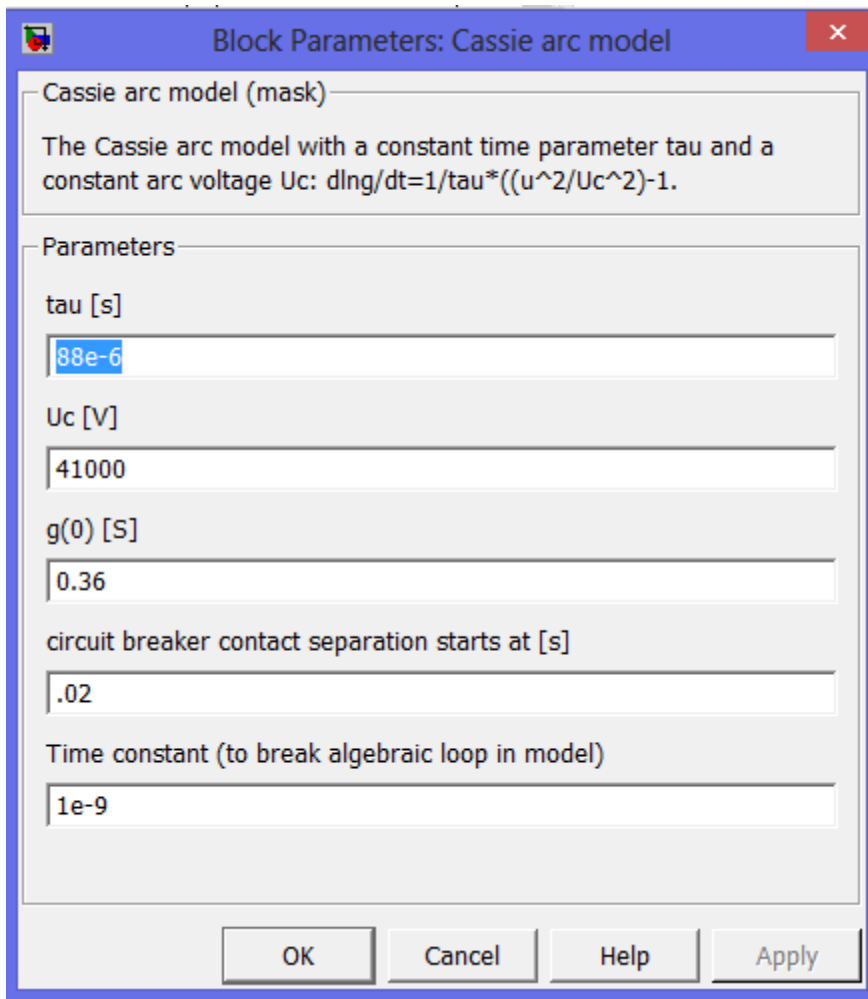 Block Parameters: Cassie arc model
Cassie arc model (mask)
The Cassie arc model with a constant time parameter tau and a
constant arc voltage Uc: dlng/dt=1/tau*((u^2/Uc^2)-1.
Parameters
tau [s]
88e-6
Uc [V]
41000
g(0) [S]
0.36
circuit breaker contact separation starts at [s]
.02
Time constant (to break algebraic loop in model)
1e-9
OK Cancel Help Apply